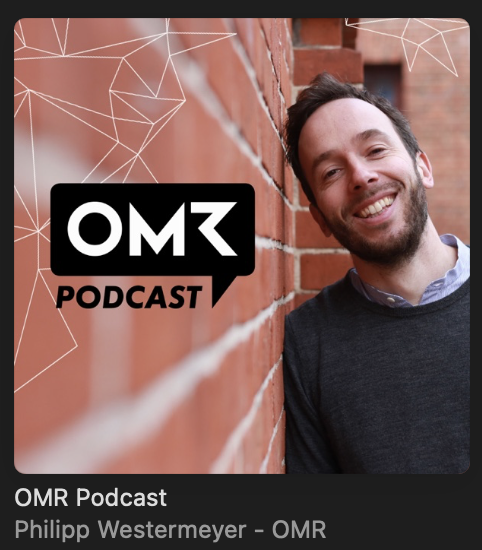 OMR
PODCAST
OMR Podcast
Philipp Westermeyer - OMR